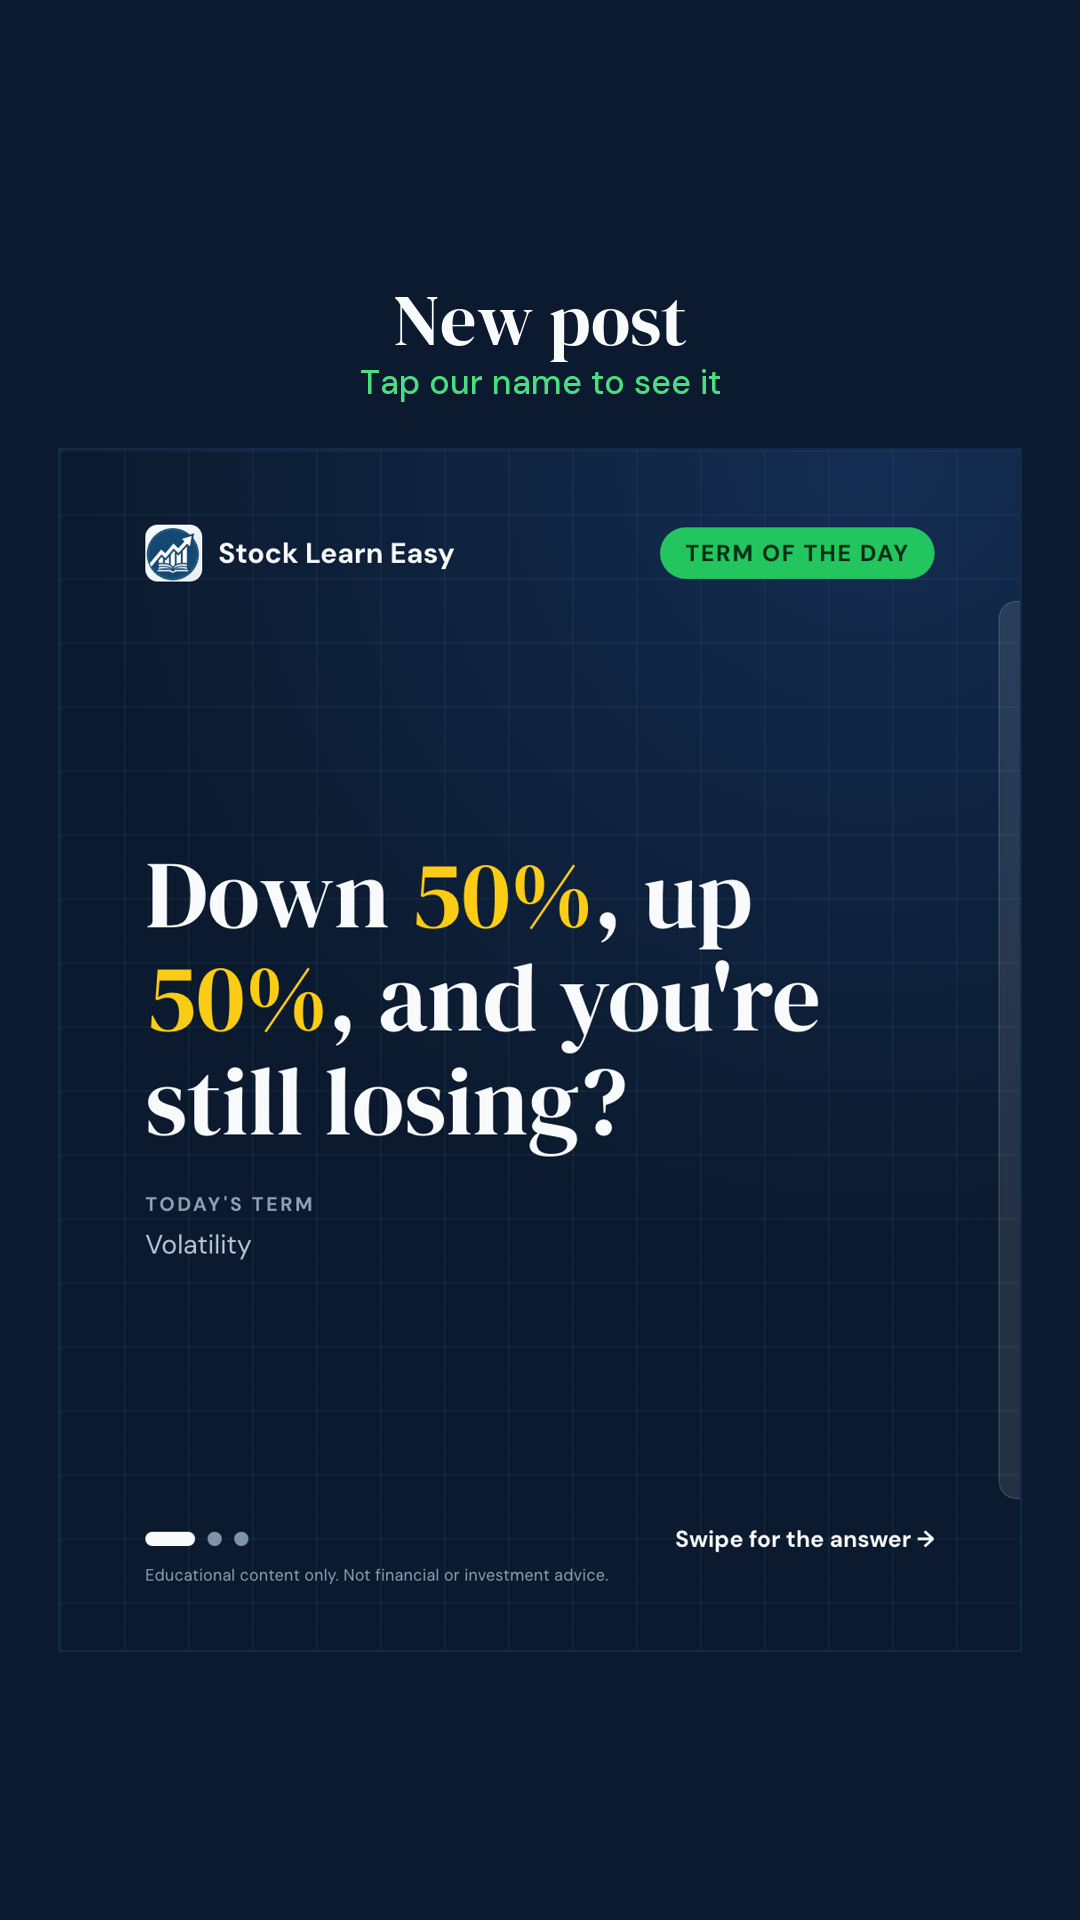 New post
Tap our name to see it
Stock Learn Easy
TERM OF THE DAY
Down 50%, up
50%, and you're
still losing?
TODAY'S TERM
Volatility
Swipe for the answer →
Educational content only. Not financial or investment advice.